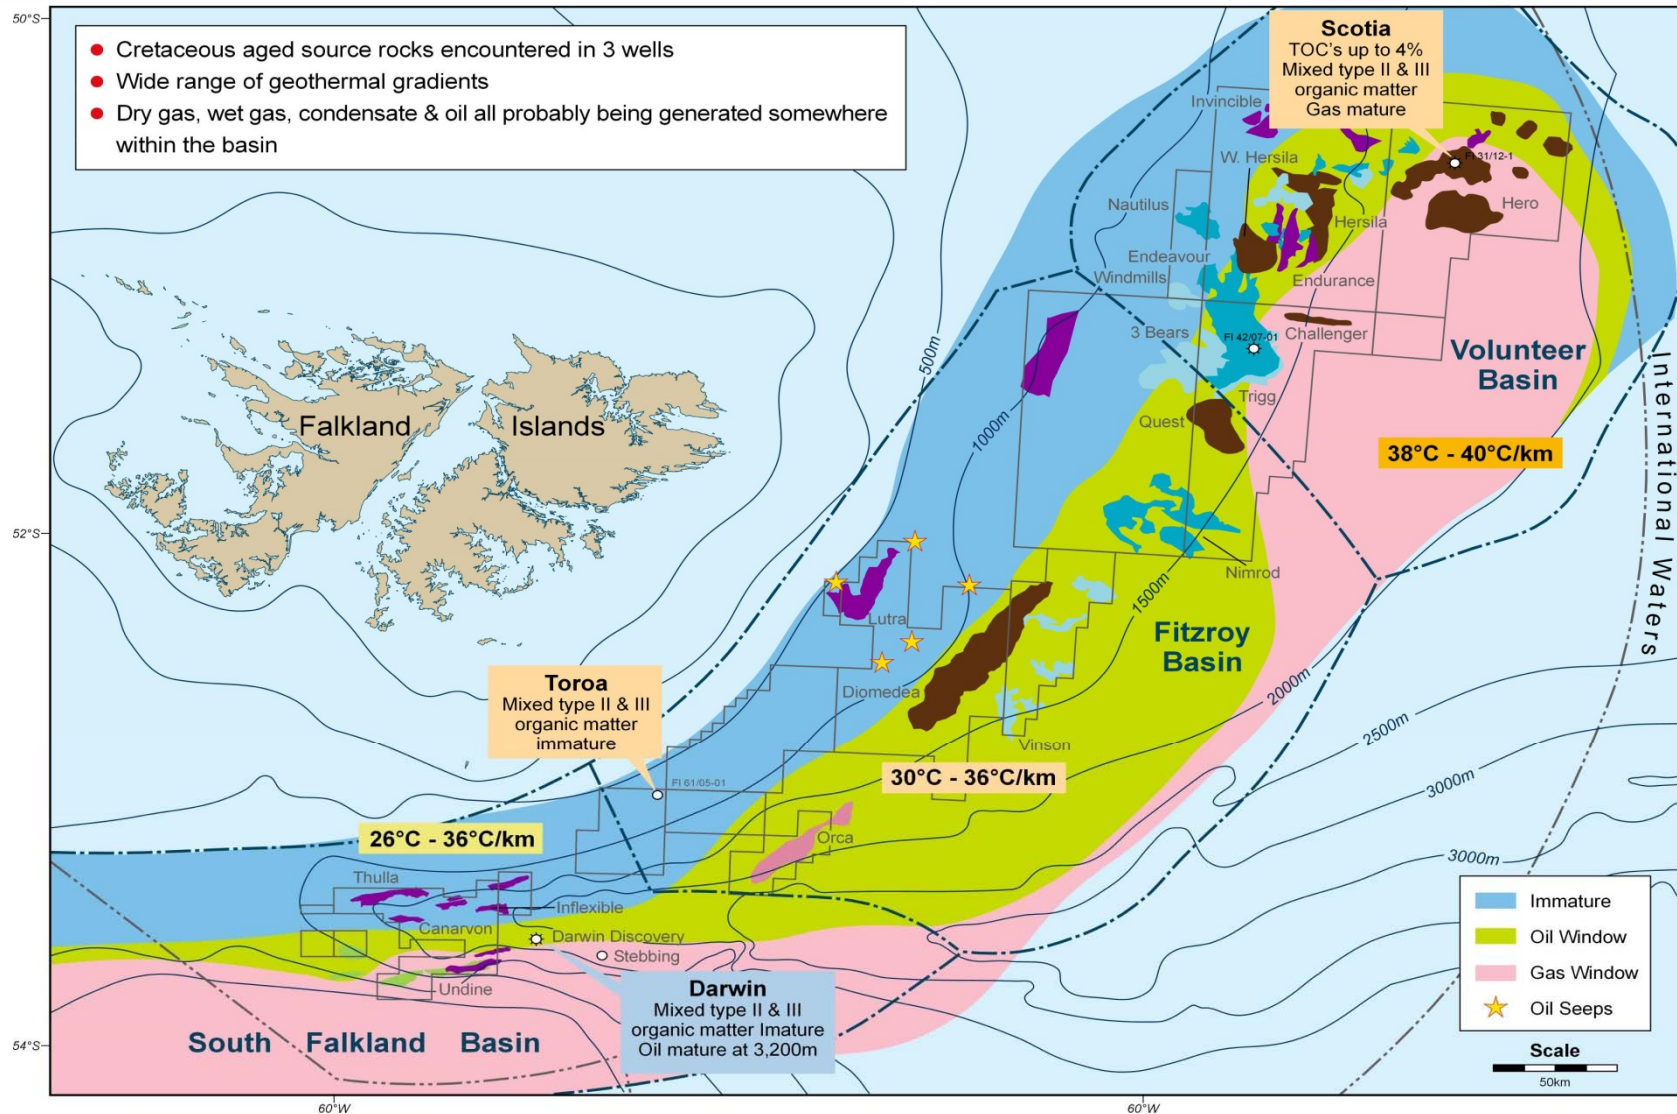 50°S
● Cretaceous aged source rocks encountered in 3 wells
● Wide range of geothermal gradients
● Dry gas, wet gas, condensate & oil all probably being generated somewhere
within the basin
Scotia
TOC's up to 4%
Mixed type II & III
organic matter
Gas mature
Invincible
FI 31/12-1
W. Hersila
Nautilus
Hero
Hersila
Endeavour
Windmills
Endurance
3 Bears
FI 42/07-01
Challenger
Volunteer
Basin
International Waters
500m
Trigg
Quest
1000m
Falkland Islands
38°C - 40°C/km
52°S
Nimrod
1500m
Lutra
Fitzroy
Basin
Toroa
Mixed type II & III
organic matter
immature
Diomedea
2000m
2500m
Vinson
FI 61/05-01
30°C - 36°C/km
3000m
26°C - 36°C/km
Orca
3000m
Thulla
Inflexible
Canarvon
Darwin Discovery
Stebbing
Undine
Darwin
Mixed type II & III
organic matter Imature
Oil mature at 3,200m
South Falkland Basin
Immature
Oil Window
Gas Window
Oil Seeps
54°S
Scale
50km
60°W
60°W